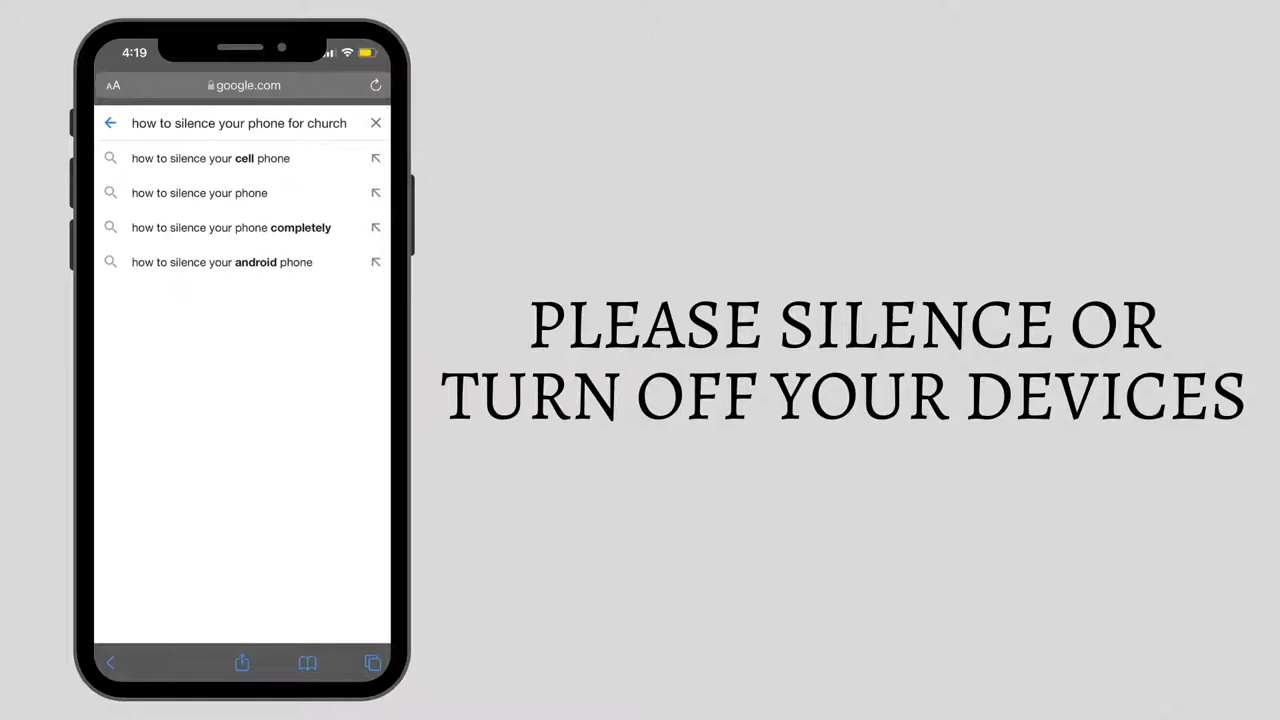 4:19
AA google.com
how to silence your phone for church
how to silence your cell phone
how to silence your phone
how to silence your phone completely
how to silence your android phone
PLEASE SILENCE OR
TURN OFF YOUR DEVICES